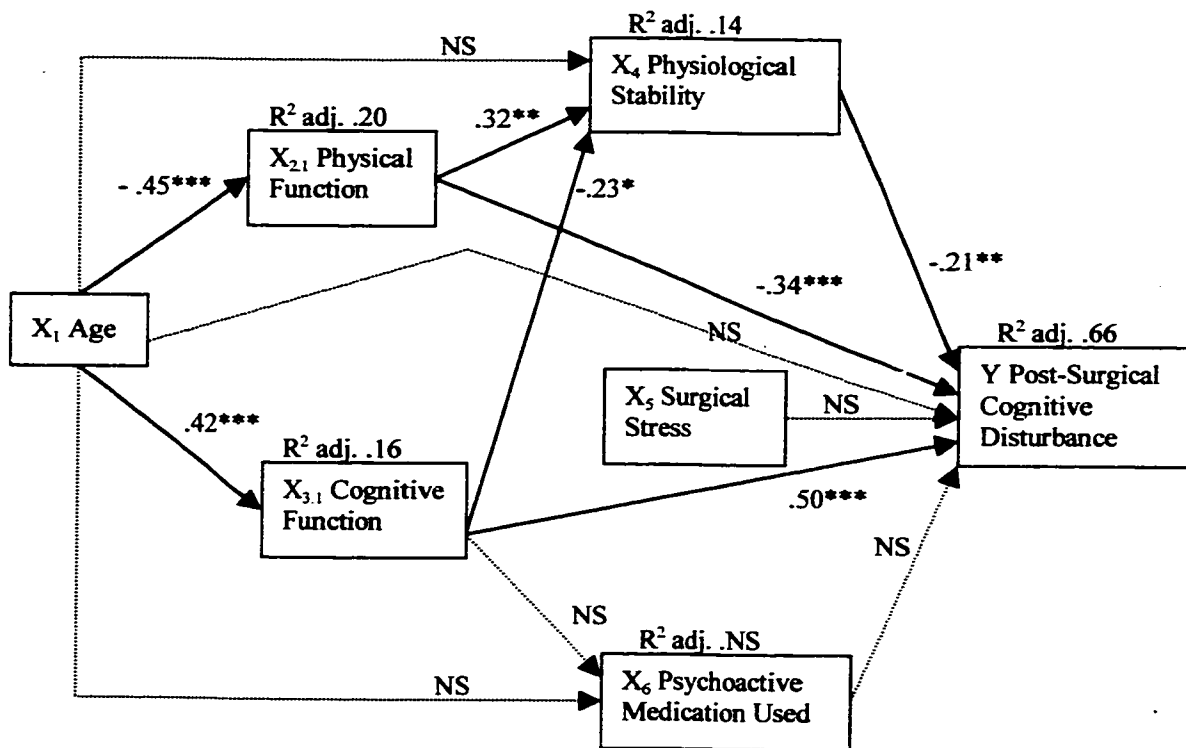 R² adj. .14
NS
X₄ Physiological
Stability
R² adj. .20
.32**
X₂.₁ Physical
Function
- .45***
-.23*
-.21**
-.34***
X₁ Age
NS
R² adj. .66
X₅ Surgical
Stress
NS
Y Post-Surgical
Cognitive
Disturbance
.42***
R² adj. .16
X₃.₁ Cognitive
Function
.50***
NS
NS
R² adj. .NS
NS
X₆ Psychoactive
Medication Used